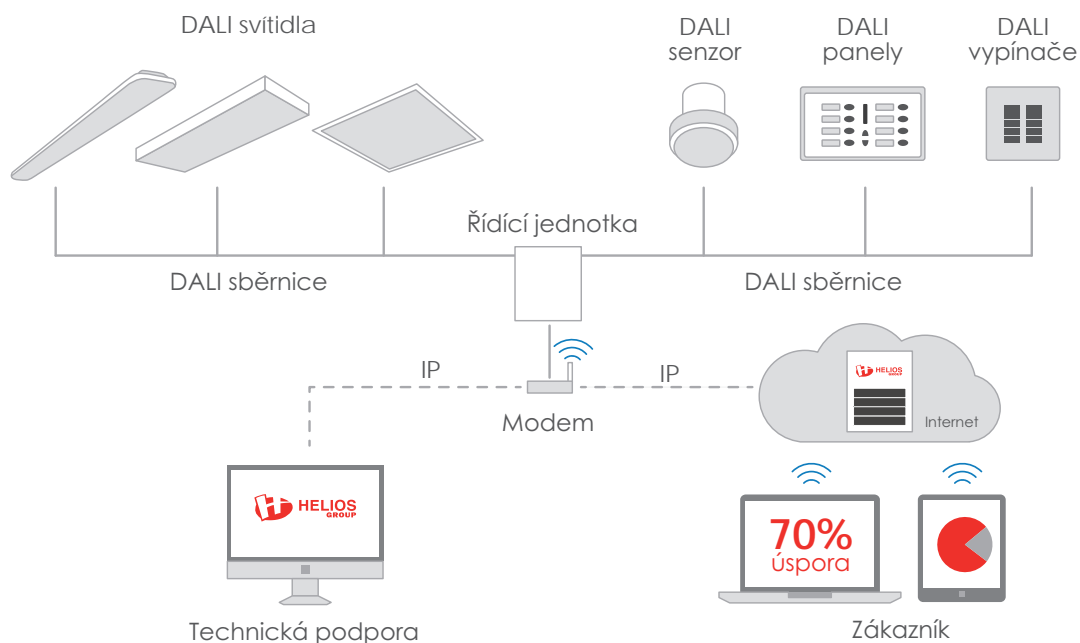 DALI svítidla
DALI
senzor
DALI
panely
DALI
vypínače
Řídící jednotka
DALI sběrnice
DALI sběrnice
IP
IP
Modem
HELIOS
GROUP
Internet
HELIOS
GROUP
70%
úspora
Technická podpora
Zákazník